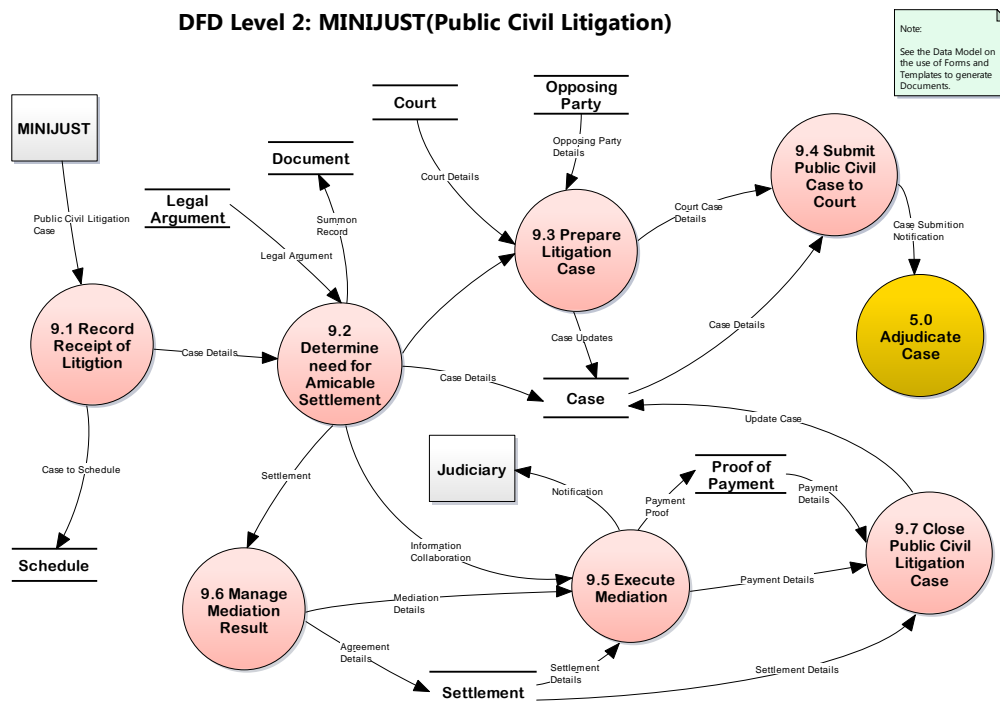 DFD Level 2: MINIJUST(Public Civil Litigation)
Note:
See the Data Model on
the use of Forms and
Templates to generate
Documents.
MINIJUST
Court
Opposing
Party
Document
Legal
Argument
Public Civil Litigation
Case
Summon
Record
Legal Argument
Court Details
Opposing Party
Details
9.3 Prepare
Litigation
Case
Court Case
Details
9.4 Submit
Public Civil
Case to
Court
Case Submition
Notification
5.0
Adjudicate
Case
9.1 Record
Receipt of
Litigtion
Case Details
9.2
Determine
need for
Amicable
Settlement
Case Updates
Case Details
Case Details
Case
Update Case
Case to Schedule
Schedule
Settlement
Judiciary
Notification
Payment
Proof
Proof of
Payment
Payment
Details
Information
Collaboration
9.6 Manage
Mediation
Result
Mediation
Details
9.5 Execute
Mediation
Payment Details
9.7 Close
Public Civil
Litigation
Case
Agreement
Details
Settlement
Settlement
Details
Settlement Details